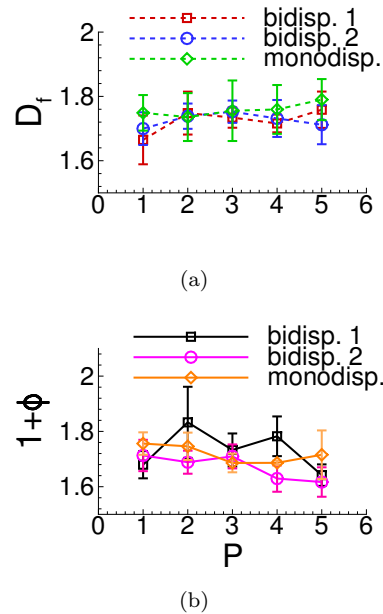 bidisp. 1
bidisp. 2
monodisp.
2
1.8
1.6
D_f
0 1 2 3 4 5 6
(a)
bidisp. 1
bidisp. 2
monodisp.
2
1.8
1.6
1+ϕ
0 1 2 3 4 5 6
P
(b)